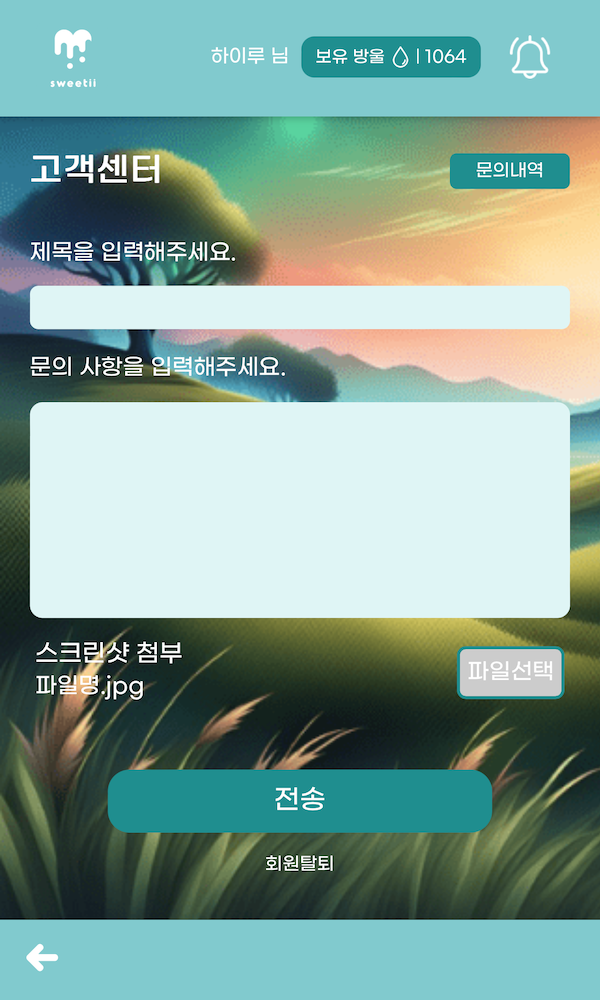 sweetii
하이루 님
보유 방울 | 1064
고객센터
문의내역
제목을 입력해주세요.
문의 사항을 입력해주세요.
스크린샷 첨부
파일명.jpg
파일선택
전송
회원탈퇴